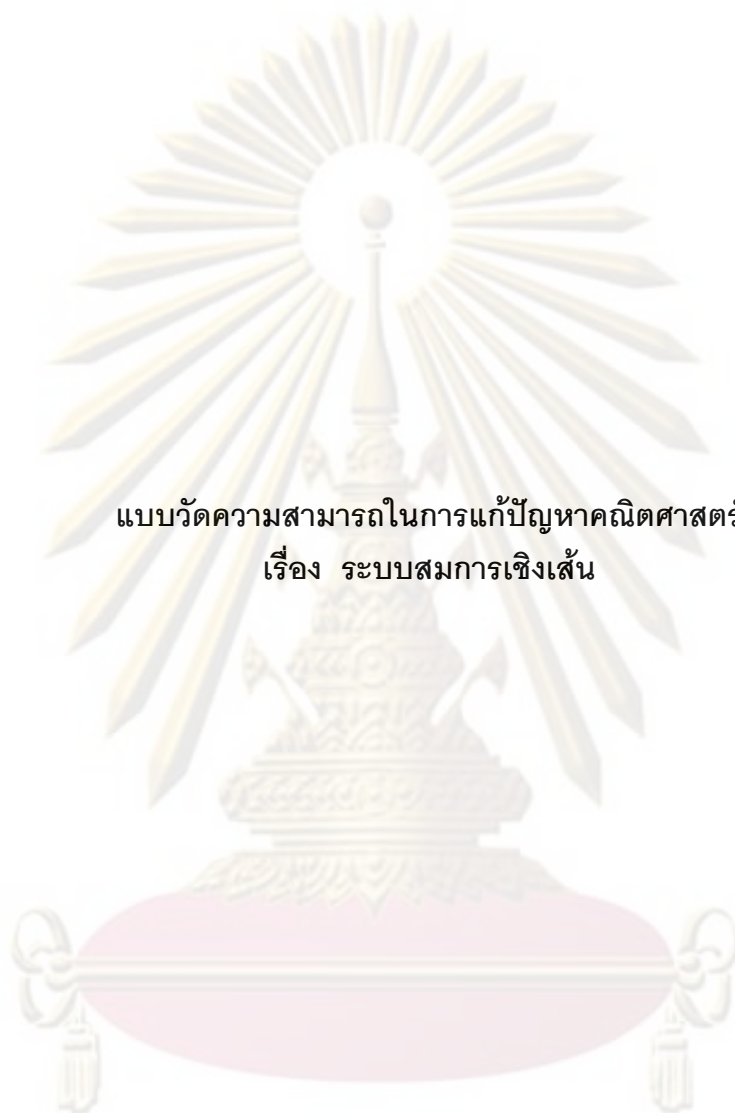 แบบวัดความสามารถในการแก้ปัญหาคณิตศาสตร์
เรื่อง ระบบสมการเชิงเส้น